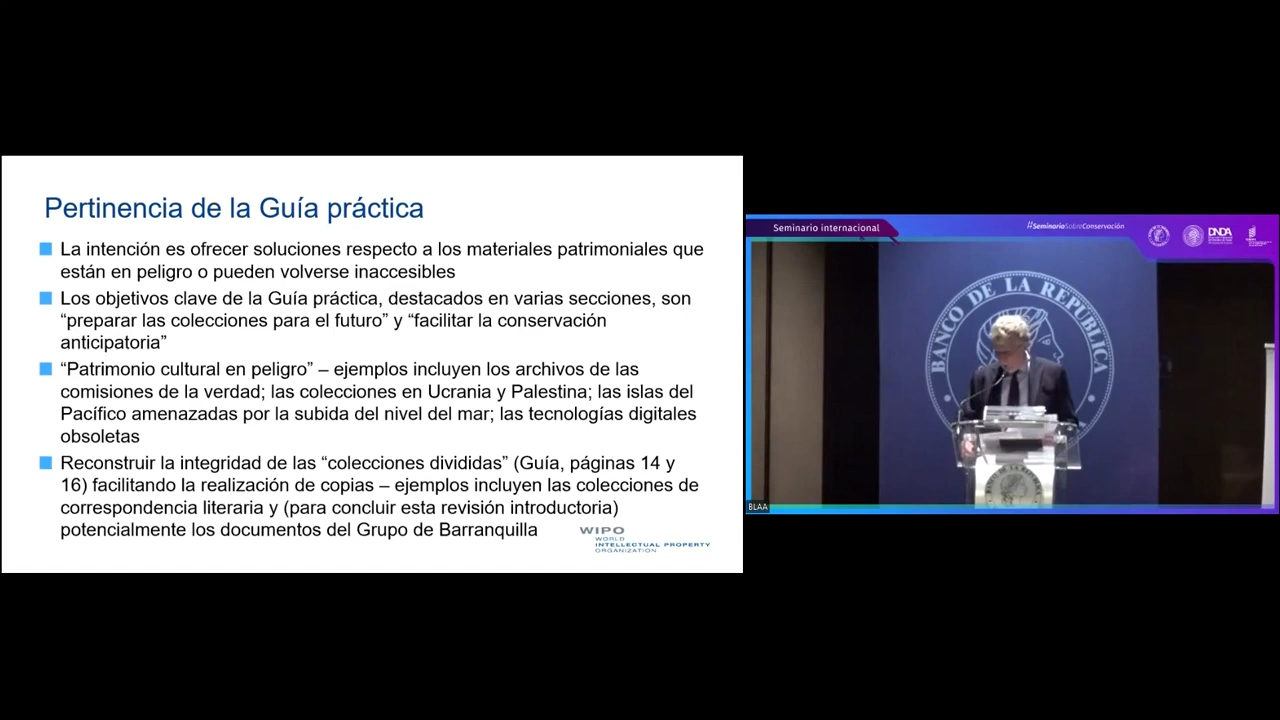 Pertinencia de la Guía práctica
La intención es ofrecer soluciones respecto a los materiales patrimoniales que
están en peligro o pueden volverse inaccesibles
Los objetivos clave de la Guía práctica, destacados en varias secciones, son
“preparar las colecciones para el futuro” y “facilitar la conservación
anticipatoria”
“Patrimonio cultural en peligro” – ejemplos incluyen los archivos de las
comisiones de la verdad; las colecciones en Ucrania y Palestina; las islas del
Pacífico amenazadas por la subida del nivel del mar; las tecnologías digitales
obsoletas
Reconstruir la integridad de las “colecciones divididas” (Guía, páginas 14 y
16) facilitando la realización de copias – ejemplos incluyen las colecciones de
correspondencia literaria y (para concluir esta revisión introductoria)
potencialmente los documentos del Grupo de Barranquilla
WIPO
WORLD
INTELLECTUAL PROPERTY
ORGANIZATION
Seminario internacional
#SeminarioSobreConservación
DNDA
BANCO DE LA REPÚBLICA
BLAA